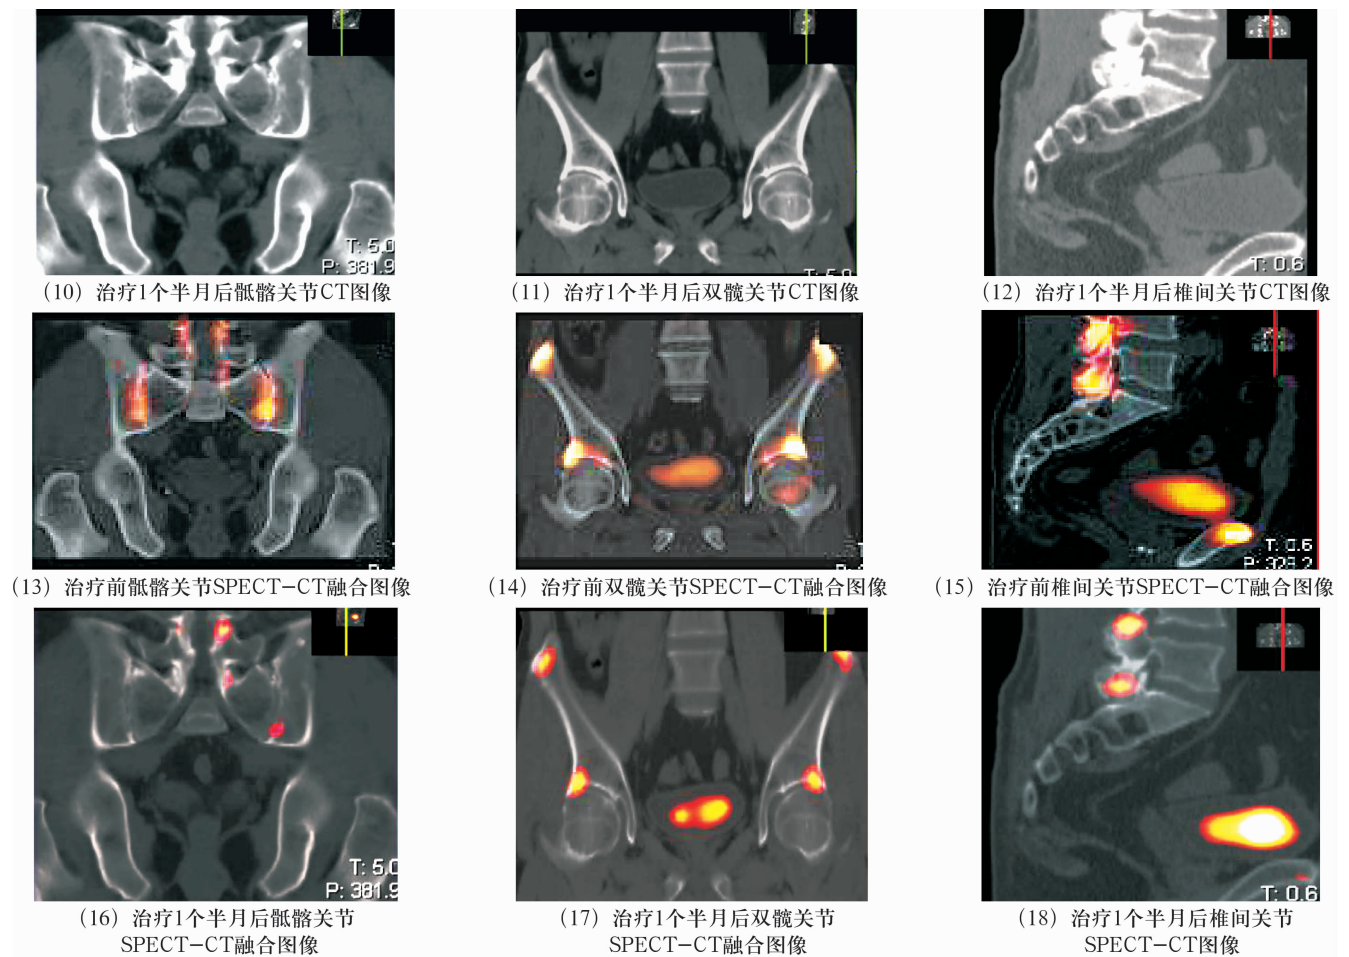 T: 5.0
P: 381.9
T: 5.0
T: 0.6
(10) 治疗1个半月后骶髂关节CT图像
(11) 治疗1个半月后双髋关节CT图像
(12) 治疗1个半月后椎间关节CT图像
T: 0.6
P: 329.2
(13) 治疗前骶髂关节SPECT-CT融合图像
(14) 治疗前双髋关节SPECT-CT融合图像
(15) 治疗前椎间关节SPECT-CT融合图像
T: 5.0
P: 381.9
T: 0.6
(16) 治疗1个半月后骶髂关节
SPECT-CT融合图像
(17) 治疗1个半月后双髋关节
SPECT-CT融合图像
(18) 治疗1个半月后椎间关节
SPECT-CT图像